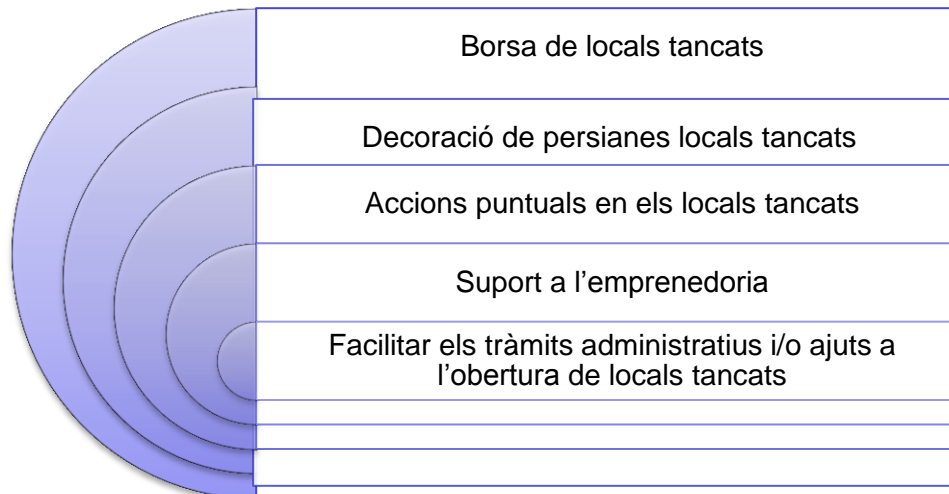 Borsa de locals tancats
Decoració de persianes locals tancats
Accions puntuals en els locals tancats
Suport a l’emprenedoria
Facilitar els tràmits administratius i/o ajuts a
l’obertura de locals tancats